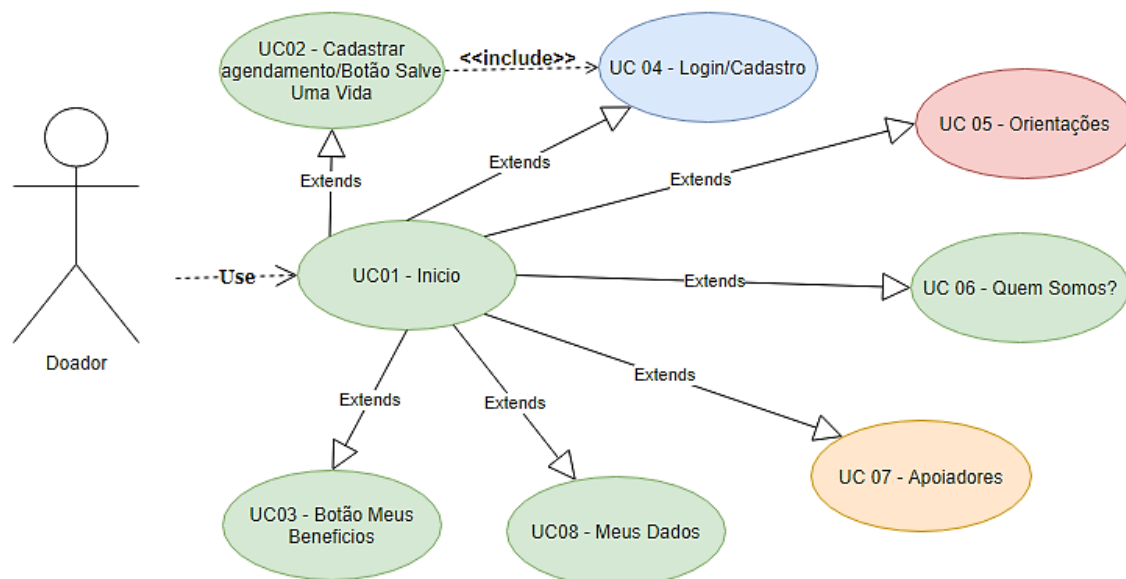 UC02 - Cadastrar
agendamento/Botão Salve
Uma Vida
<<include>>
UC 04 - Login/Cadastro
UC 05 - Orientações
Extends
Extends
Extends
Use
UC01 - Inicio
Extends
UC 06 - Quem Somos?
Doador
Extends
Extends
Extends
UC 07 - Apoiadores
UC03 - Botão Meus
Beneficios
UC08 - Meus Dados